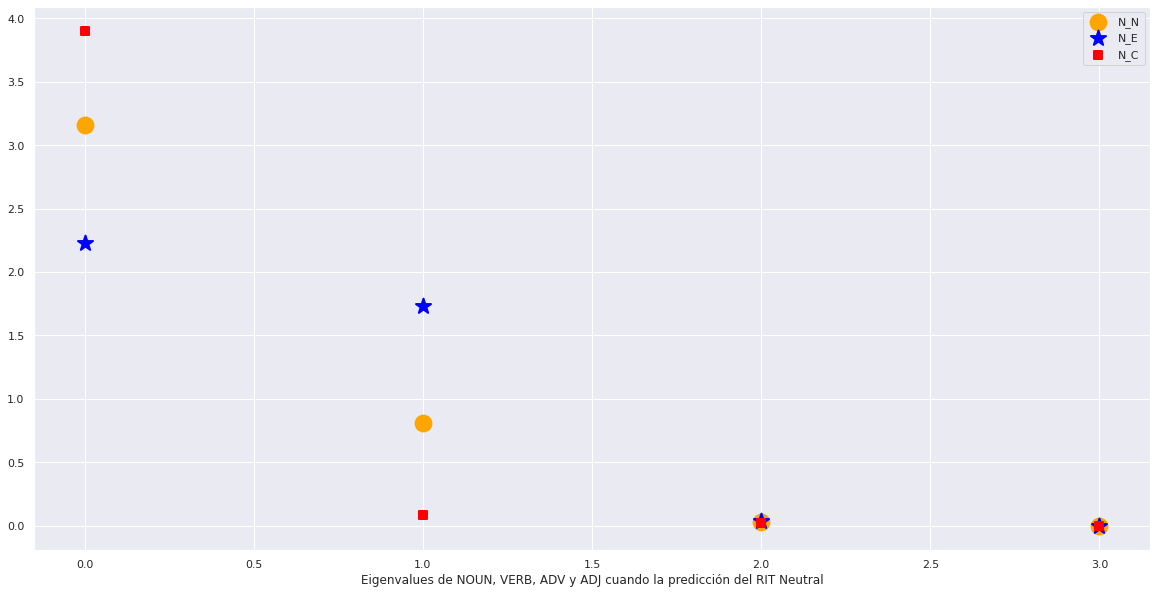 4.0
3.5
3.0
2.5
2.0
1.5
1.0
0.5
0.0
N_N
N_E
N_C
0.0 0.5 1.0 1.5 2.0 2.5 3.0
Eigenvalues de NOUN, VERB, ADV y ADJ cuando la predicción del RIT Neutral